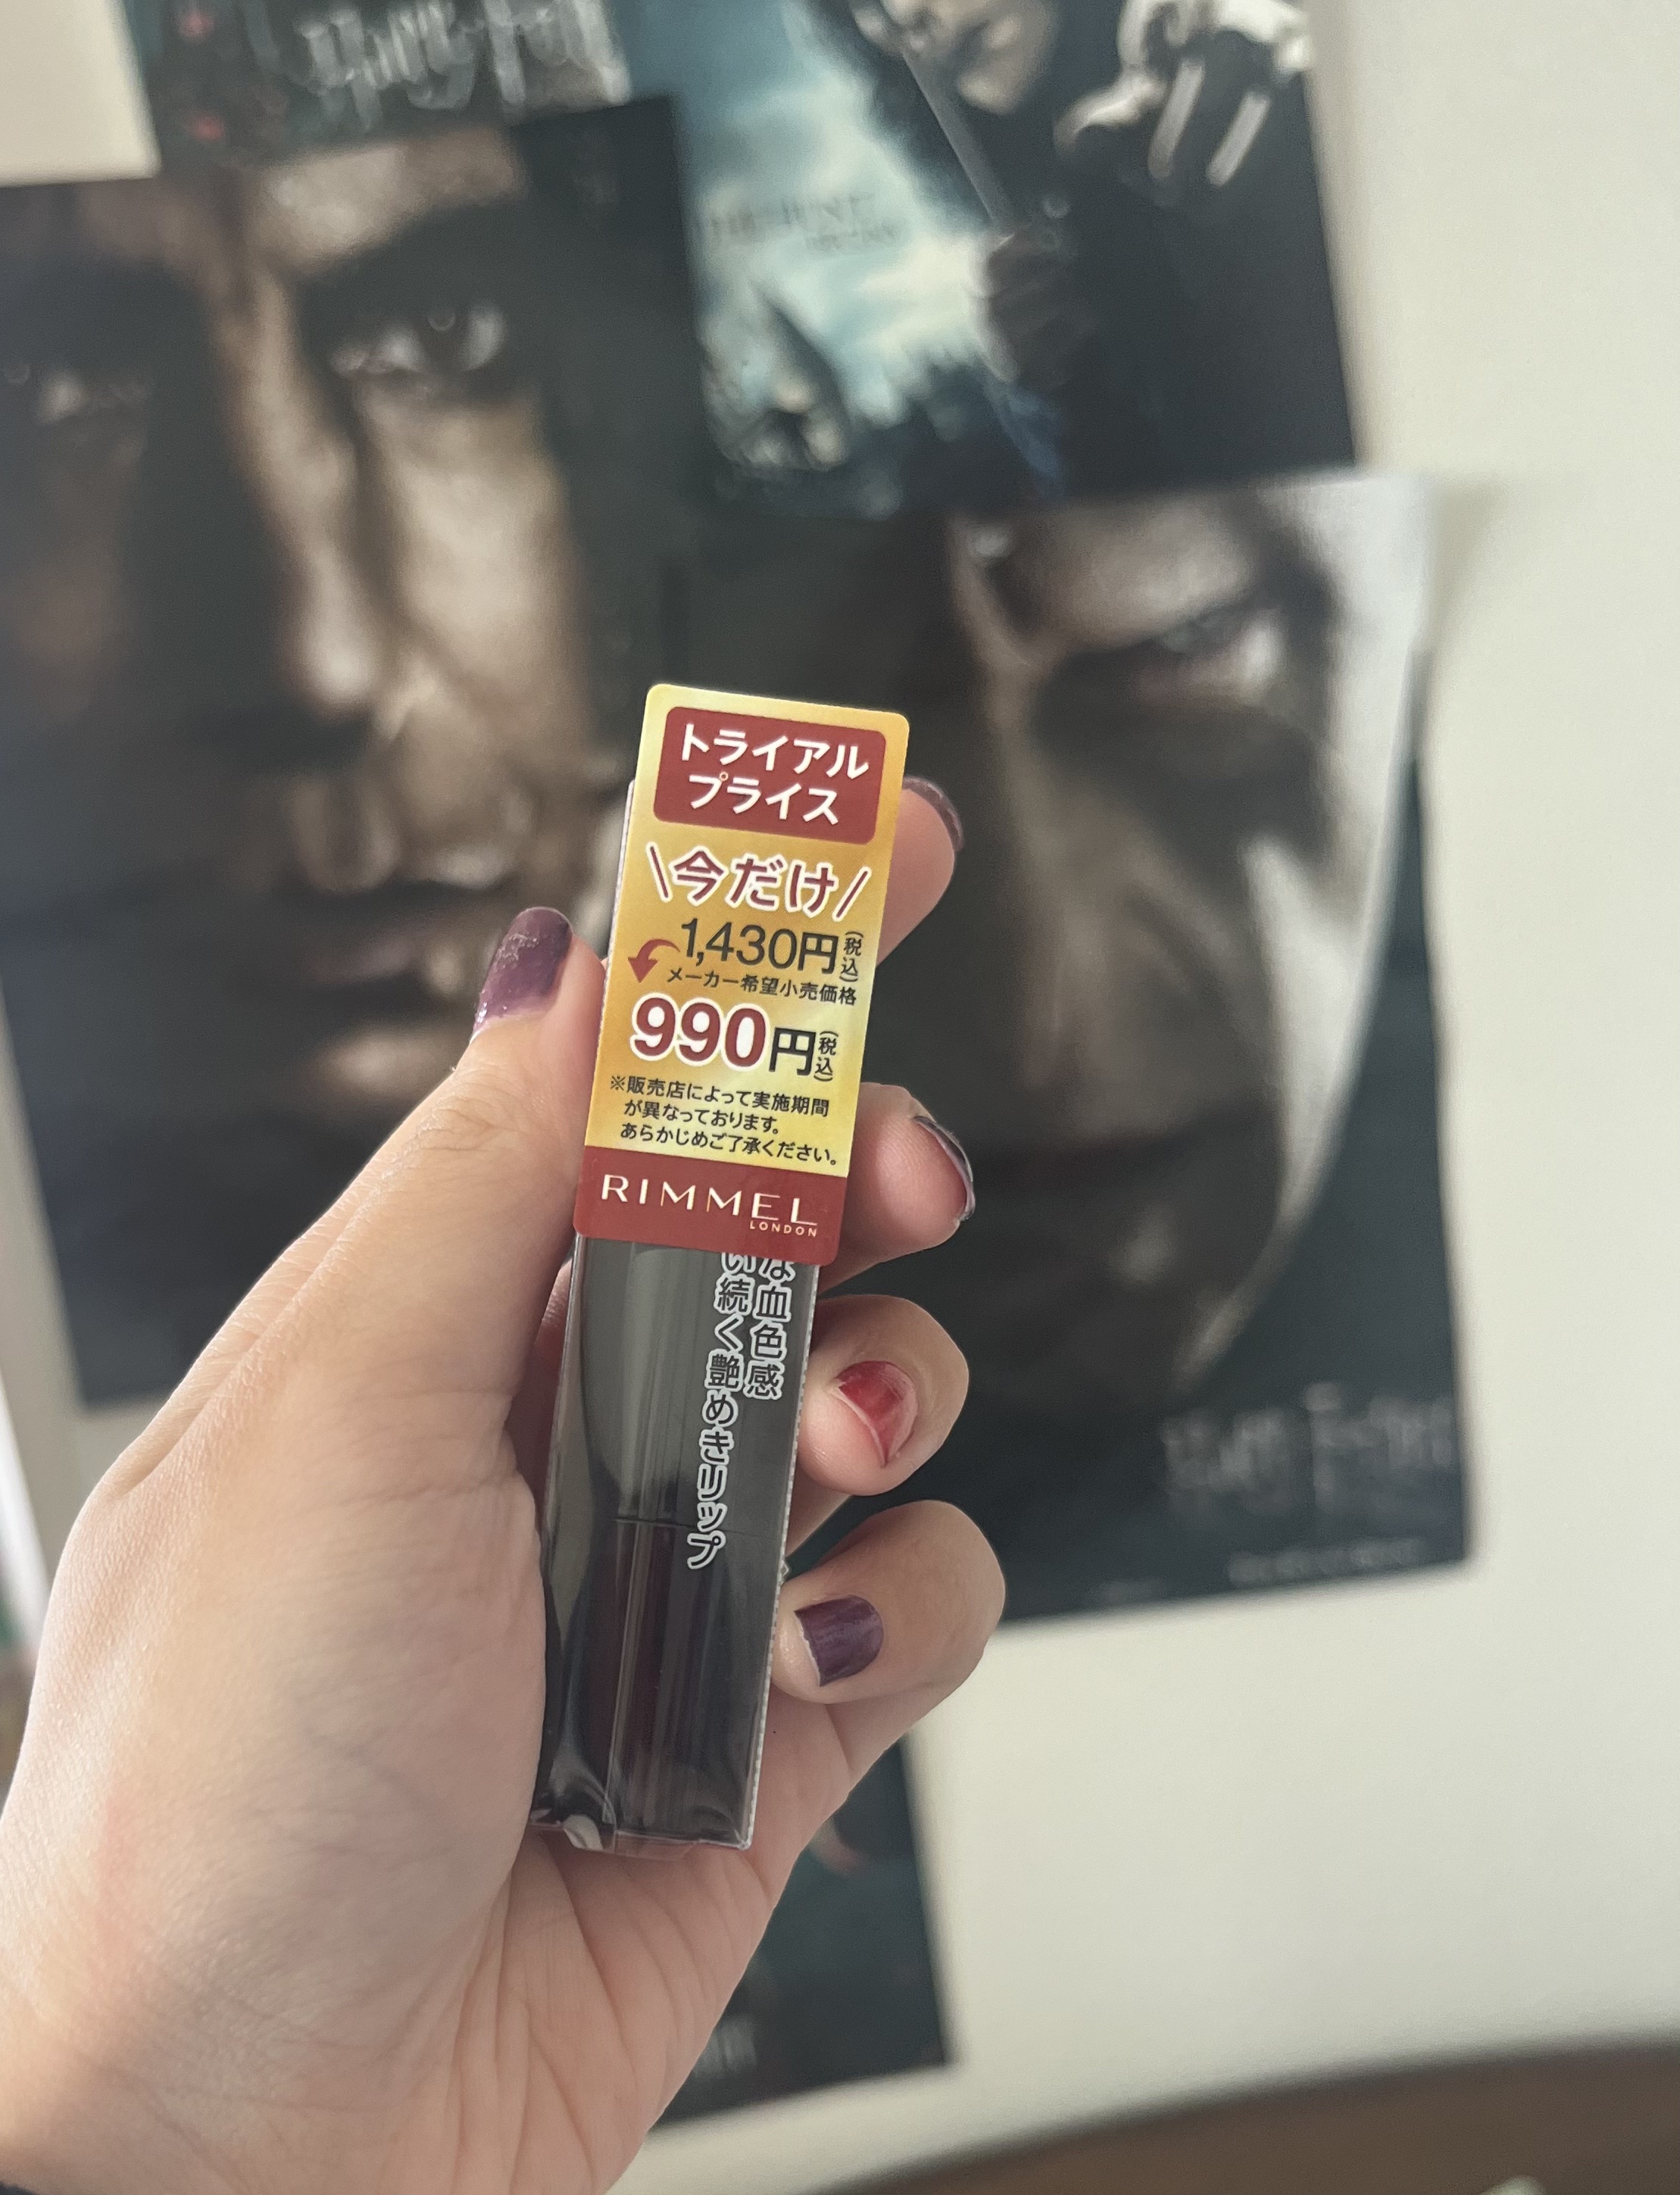 トライアル
プライス
\今だけ/
1,430円(税込)
メーカー希望小売価格
990円(税込)
※販売店によって実施期間
が異なっております。
あらかじめご了承ください。
RIMMEL
LONDON
な血色感
い続く艶めきリップ